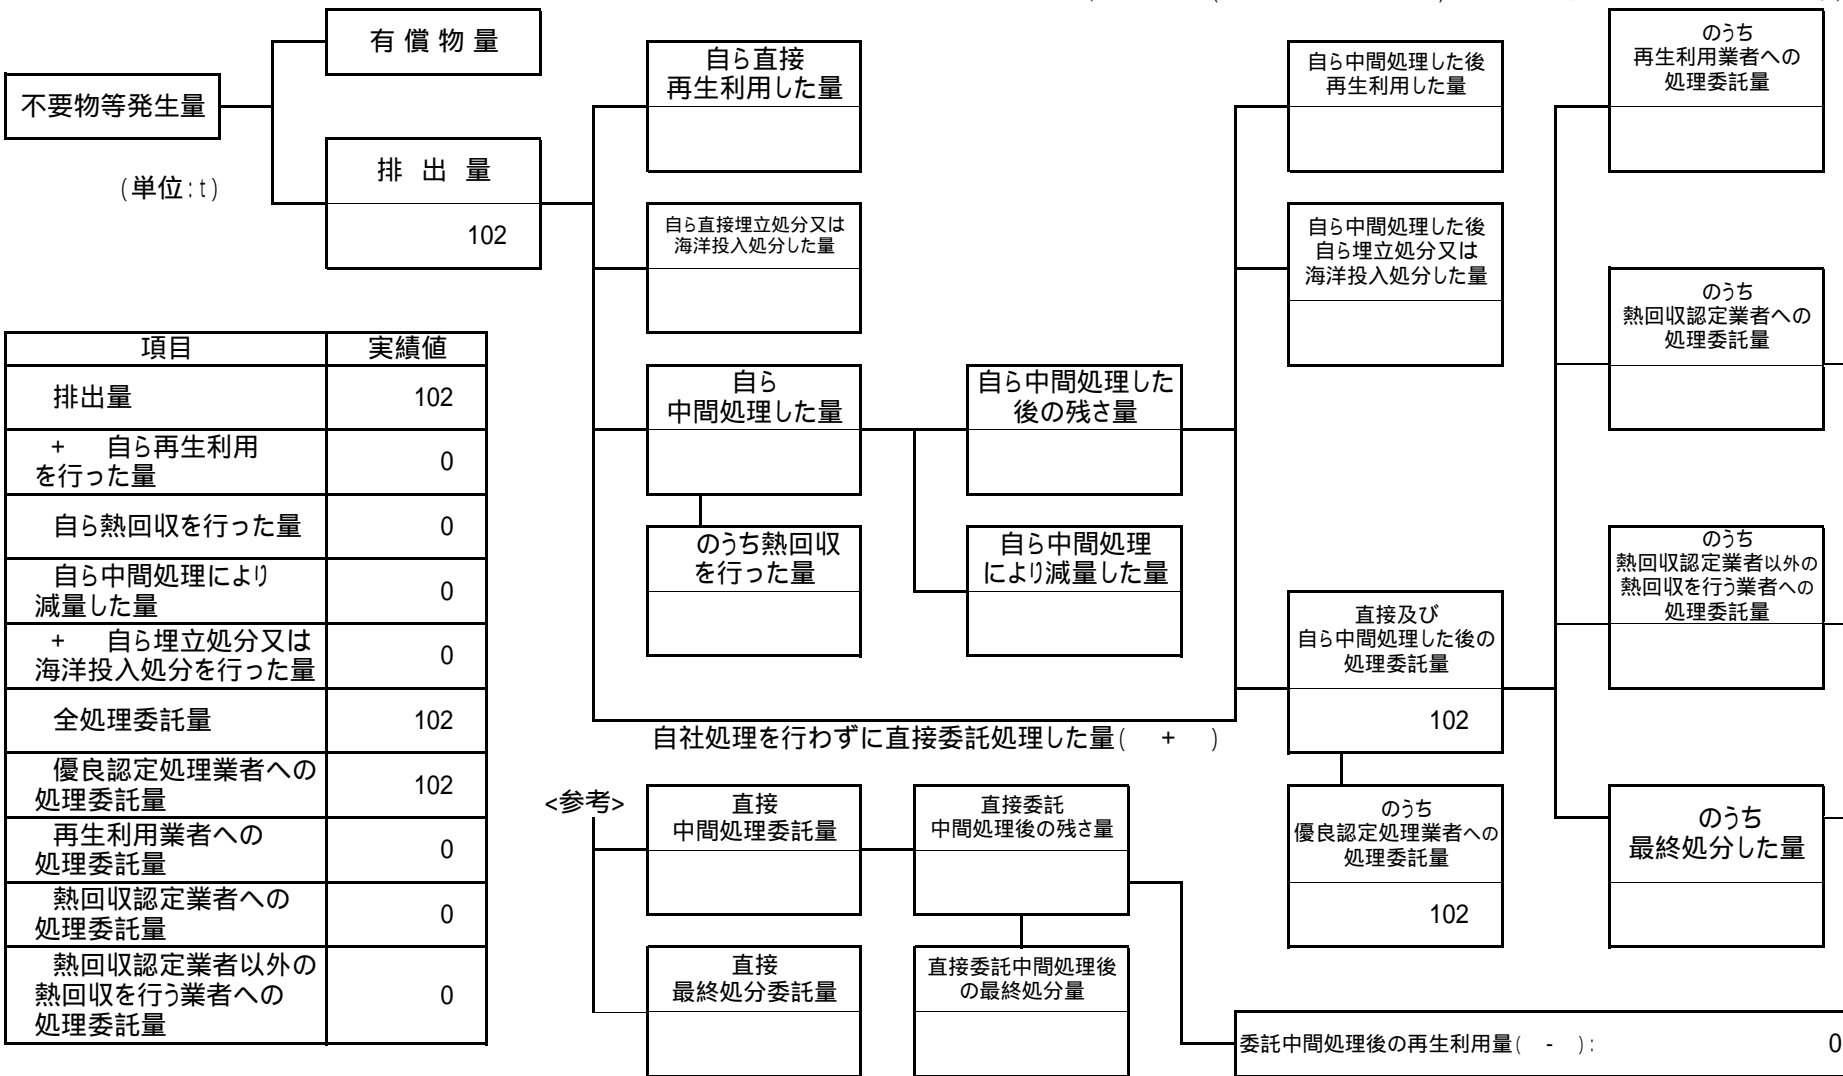 有償物量
不要物等発生量
(単位:t)
排出量
102
自ら直接
再生利用した量
自ら直接埋立処分又は
海洋投入処分した量
自ら
中間処理した量
のうち熱回収
を行った量
自ら中間処理した
後の残さ量
自ら中間処理
により減量した量
自ら中間処理した後
再生利用した量
自ら中間処理した後
自ら埋立処分又は
海洋投入処分した量
直接及び
自ら中間処理した後の
処理委託量
102
のうち
優良認定処理業者への
処理委託量
102
のうち
再生利用業者への
処理委託量
のうち
熱回収認定業者への
処理委託量
のうち
熱回収認定業者以外の
熱回収を行う業者への
処理委託量
のうち
最終処分した量
自社処理を行わずに直接委託処理した量( + )
項目 実績値
排出量 102
+ 自ら再生利用
を行った量 0
自ら熱回収を行った量 0
自ら中間処理により
減量した量 0
+ 自ら埋立処分又は
海洋投入処分を行った量 0
全処理委託量 102
優良認定処理業者への
処理委託量 102
再生利用業者への
処理委託量 0
熱回収認定業者への
処理委託量 0
熱回収認定業者以外の
熱回収を行う業者への
処理委託量 0
<参考>
直接
中間処理委託量
直接委託
中間処理後の残さ量
直接
最終処分委託量
直接委託中間処理後
の最終処分量
委託中間処理後の再生利用量( - ): 0